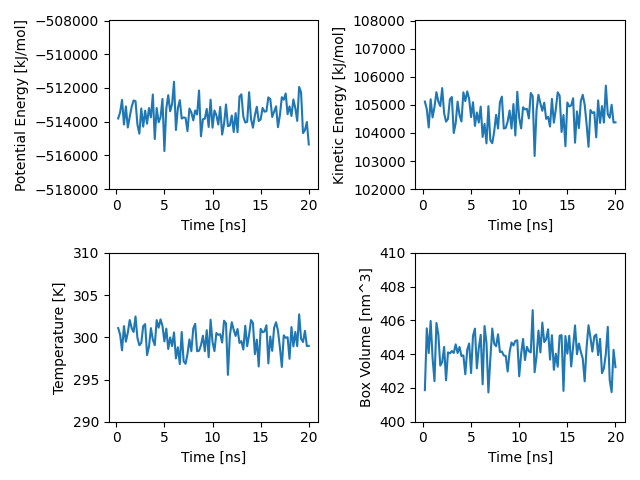 Potential Energy [kJ/mol]
−508000
−510000
−512000
−514000
−516000
−518000
0 5 10 15 20
Time [ns]
Kinetic Energy [kJ/mol]
108000
107000
106000
105000
104000
103000
102000
0 5 10 15 20
Time [ns]
Temperature [K]
310
305
300
295
290
0 5 10 15 20
Time [ns]
Box Volume [nm^3]
410
408
406
404
402
400
0 5 10 15 20
Time [ns]